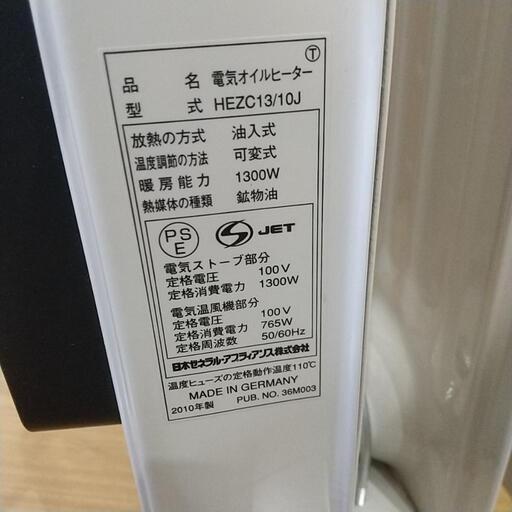 Ⓣ
品名 電気オイルヒーター
型式 HEZC13/10J
放熱の方式 油入式
温度調節の方法 可変式
暖房能力 1300W
熱媒体の種類 鉱物油
PS
E
JET
電気ストーブ部分
定格電圧 100V
定格消費電力 1300W
電気温風機部分
定格電圧 100V
定格消費電力 765W
定格周波数 50/60Hz
日本ゼネラル・アプライアンス株式会社
温度ヒューズの定格動作温度110℃
MADE IN GERMANY
2010年製 PUB. NO. 36M003